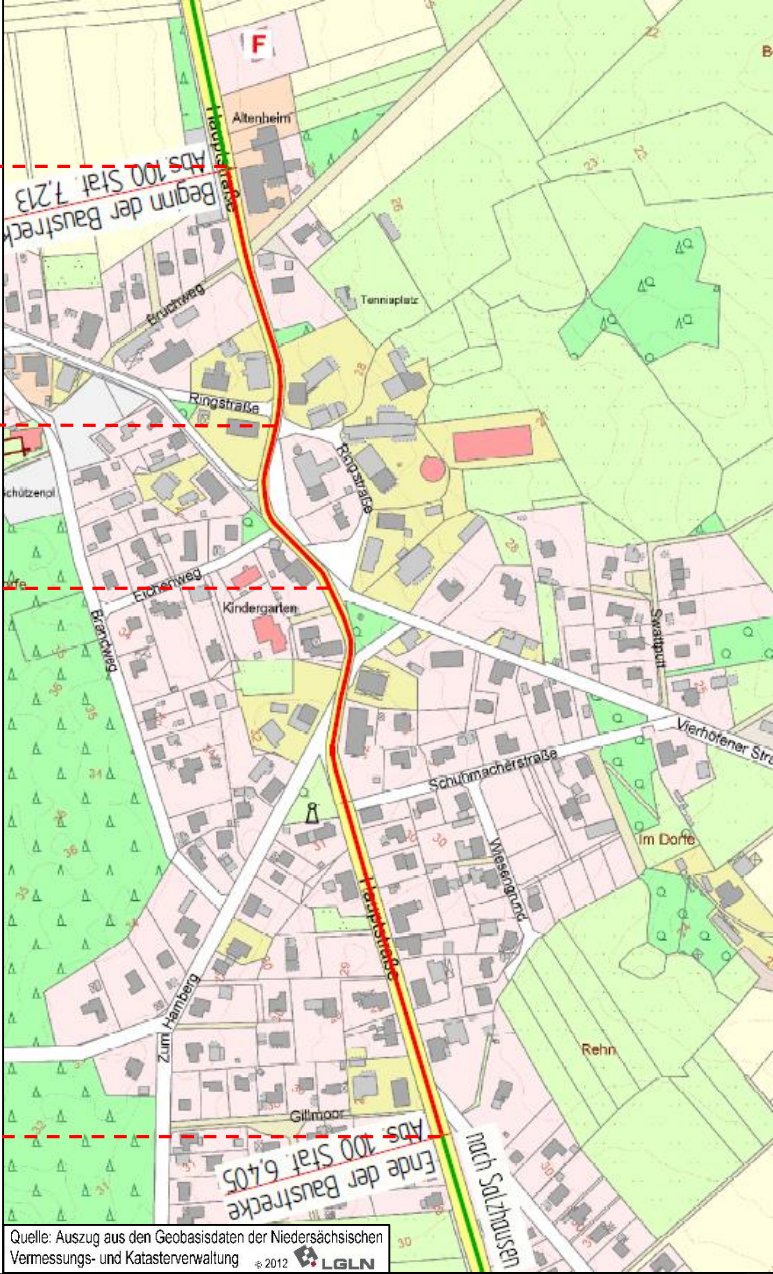 F
Altenheim
Hauptstraße
Beginn der Baustrecke
Abs.100 Stat. 7,213
Bruchweg
Tennisplatz
Ringstraße
Ringstraße
Schützenpl.
Eichenweg
Kindergarten
Brandweg
Swattput
Vierhöfener Stra
Schuhmacherstraße
Im Dorfe
Wiesengrund
Hauptstraße
Zum Hamberg
Rehn
Gillmoor
Ende der Baustrecke
Abs. 100 Stat 6,405
nach Salzhausen
Quelle: Auszug aus den Geobasisdaten der Niedersächsischen
Vermessungs- und Katasterverwaltung © 2012 LGLN